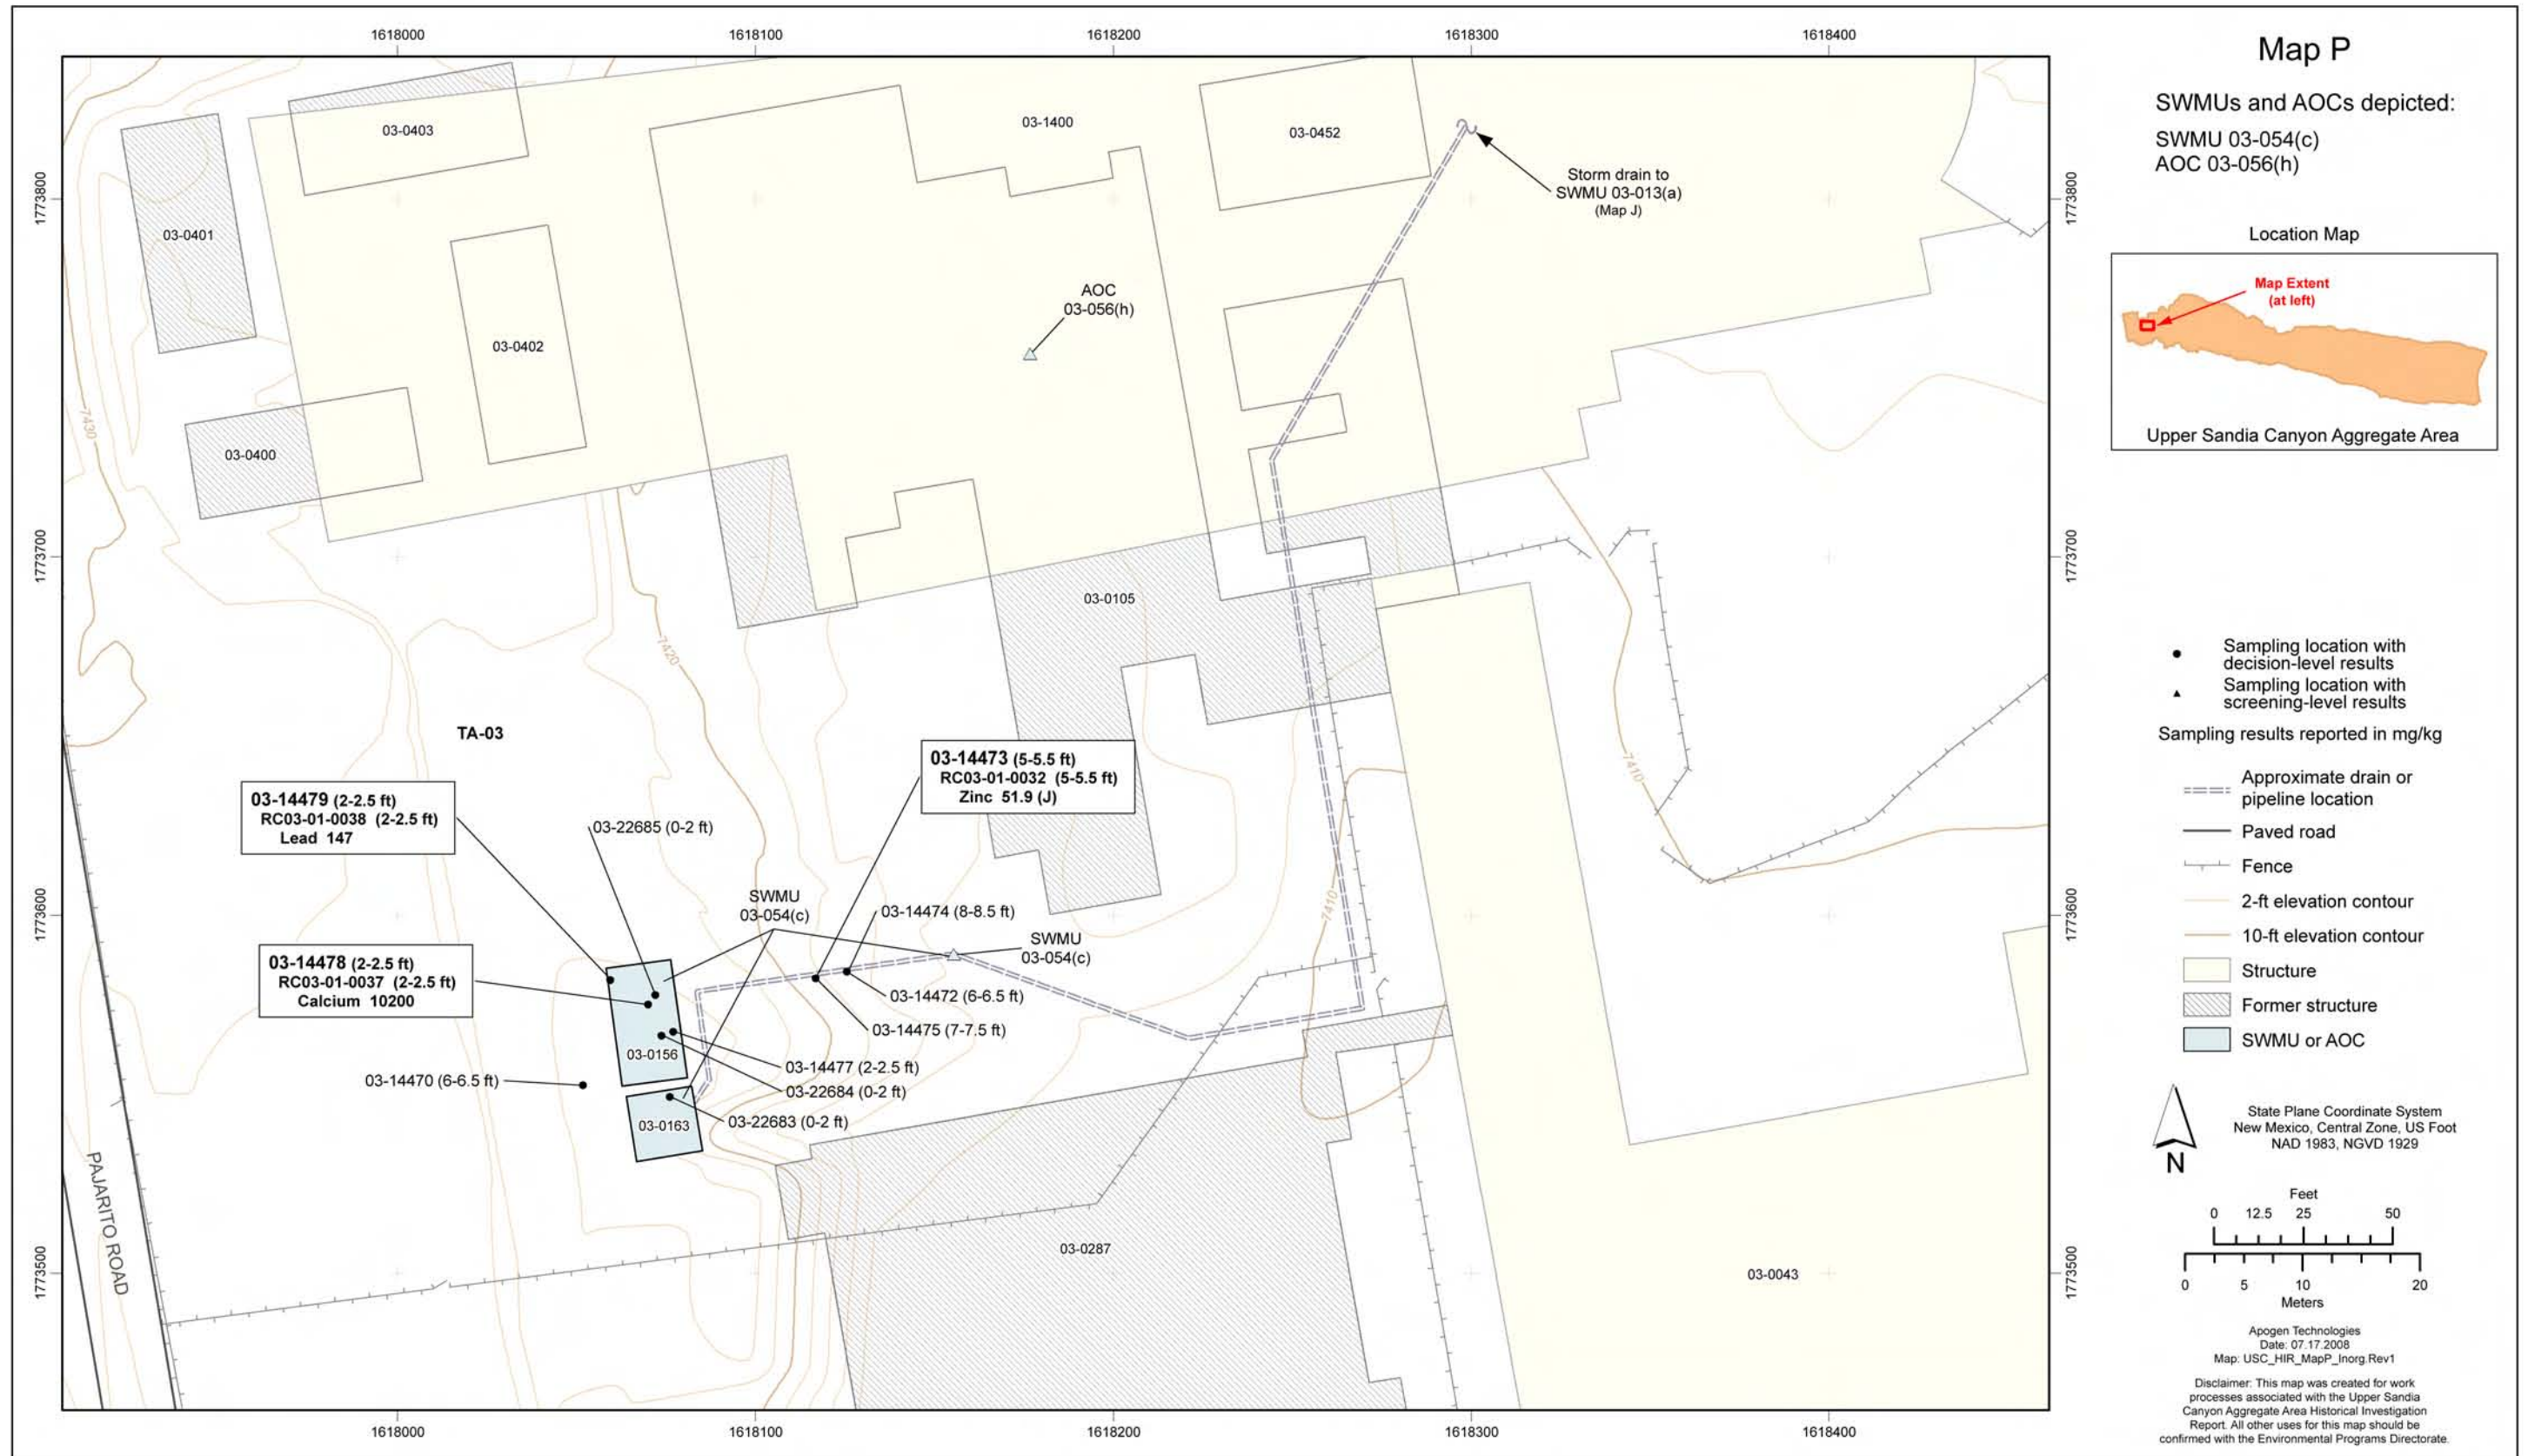 1618000
1618100
1618200
1618300
1618400
1773800
1773700
1773600
1773500
03-0403
03-1400
03-0452
Storm drain to
SWMU 03-013(a)
(Map J)
03-0401
AOC
03-056(h)
03-0402
7430
03-0400
03-0105
7420
TA-03
03-14473 (5-5.5 ft)
RC03-01-0032 (5-5.5 ft)
Zinc 51.9 (J)
7410
03-14479 (2-2.5 ft)
RC03-01-0038 (2-2.5 ft)
Lead 147
03-22685 (0-2 ft)
SWMU
03-054(c)
03-14474 (8-8.5 ft)
7410
SWMU
03-054(c)
03-14478 (2-2.5 ft)
RC03-01-0037 (2-2.5 ft)
Calcium 10200
03-14472 (6-6.5 ft)
03-14475 (7-7.5 ft)
03-0156
03-14477 (2-2.5 ft)
03-14470 (6-6.5 ft)
03-22684 (0-2 ft)
03-0163
03-22683 (0-2 ft)
PAJARITO ROAD
03-0287
03-0043
1773800
1773700
1773600
1773500
1618000
1618100
1618200
1618300
1618400
Map P
SWMUs and AOCs depicted:
SWMU 03-054(c)
AOC 03-056(h)
Location Map
Map Extent
(at left)
Upper Sandia Canyon Aggregate Area
Sampling location with
decision-level results
Sampling location with
screening-level results
Sampling results reported in mg/kg
Approximate drain or
pipeline location
Paved road
Fence
2-ft elevation contour
10-ft elevation contour
Structure
Former structure
SWMU or AOC
State Plane Coordinate System
New Mexico, Central Zone, US Foot
NAD 1983, NGVD 1929
N
Feet
0 12.5 25 50
0 5 10 20
Meters
Apogen Technologies
Date: 07.17.2008
Map: USC_HIR_MapP_Inorg.Rev1
Disclaimer: This map was created for work
processes associated with the Upper Sandia
Canyon Aggregate Area Historical Investigation
Report. All other uses for this map should be
confirmed with the Environmental Programs Directorate.